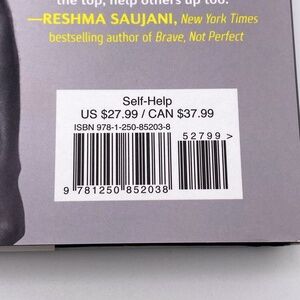 the top, help others up too.
—RESHMA SAUJANI, New York Times
bestselling author of Brave, Not Perfect
Self-Help
US $27.99 / CAN $37.99
ISBN 978-1-250-85203-8
52799 >
9 781250 852038